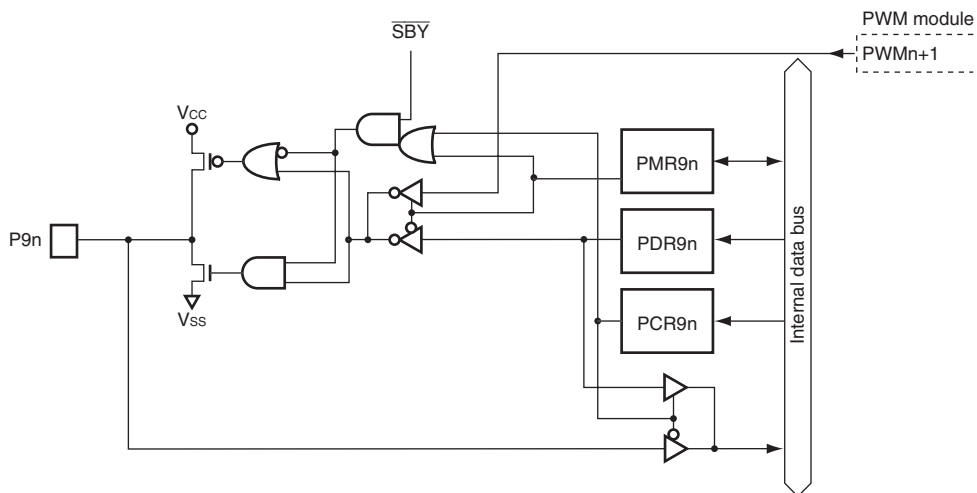 PWM module
SBY
PWMn+1
VCC
PMR9n
P9n
PDR9n
VSS
PCR9n
Internal data bus